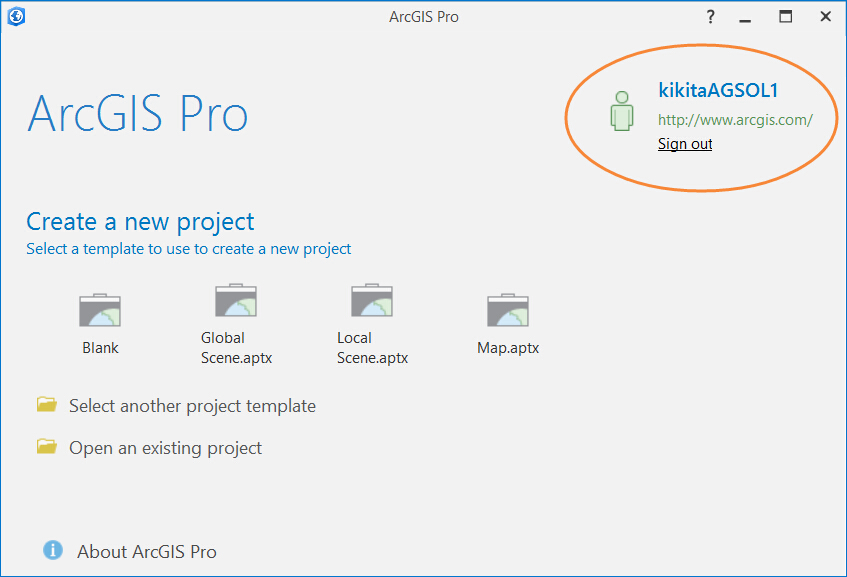 ArcGIS Pro
?
ArcGIS Pro
kikitaAGSOL1
http://www.arcgis.com/
Sign out
Create a new project
Select a template to use to create a new project
Blank
Global
Scene.aptx
Local
Scene.aptx
Map.aptx
Select another project template
Open an existing project
About ArcGIS Pro